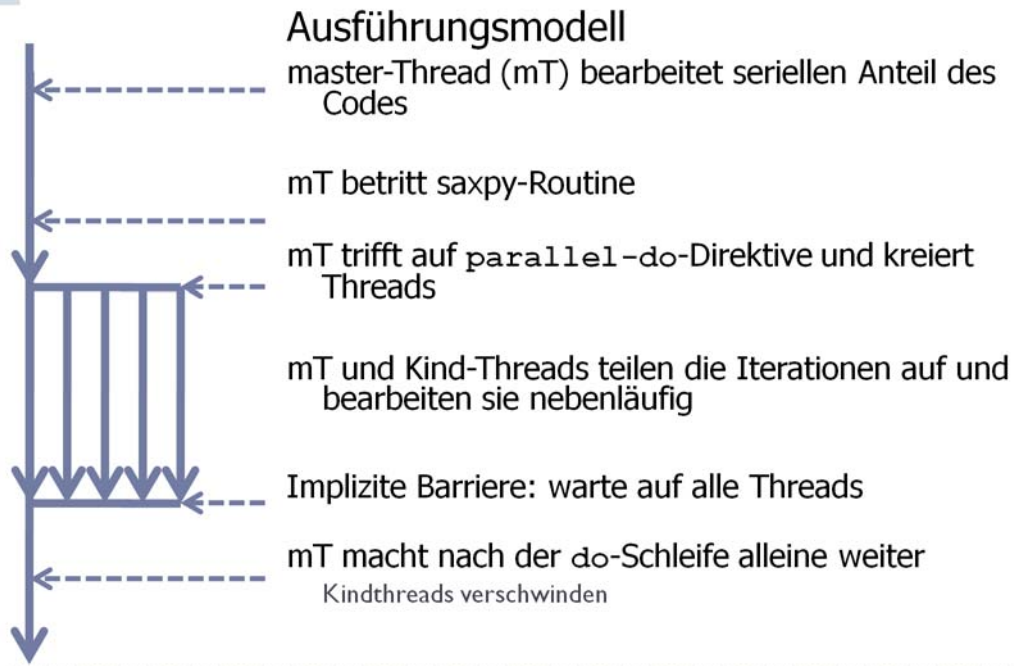 Ausführungsmodell
master-Thread (mT) bearbeitet seriellen Anteil des
Codes
mT betritt saxpy-Routine
mT trifft auf parallel-do-Direktive und kreiert
Threads
mT und Kind-Threads teilen die Iterationen auf und
bearbeiten sie nebenläufig
Implizite Barriere: warte auf alle Threads
mT macht nach der do-Schleife alleine weiter
Kindthreads verschwinden